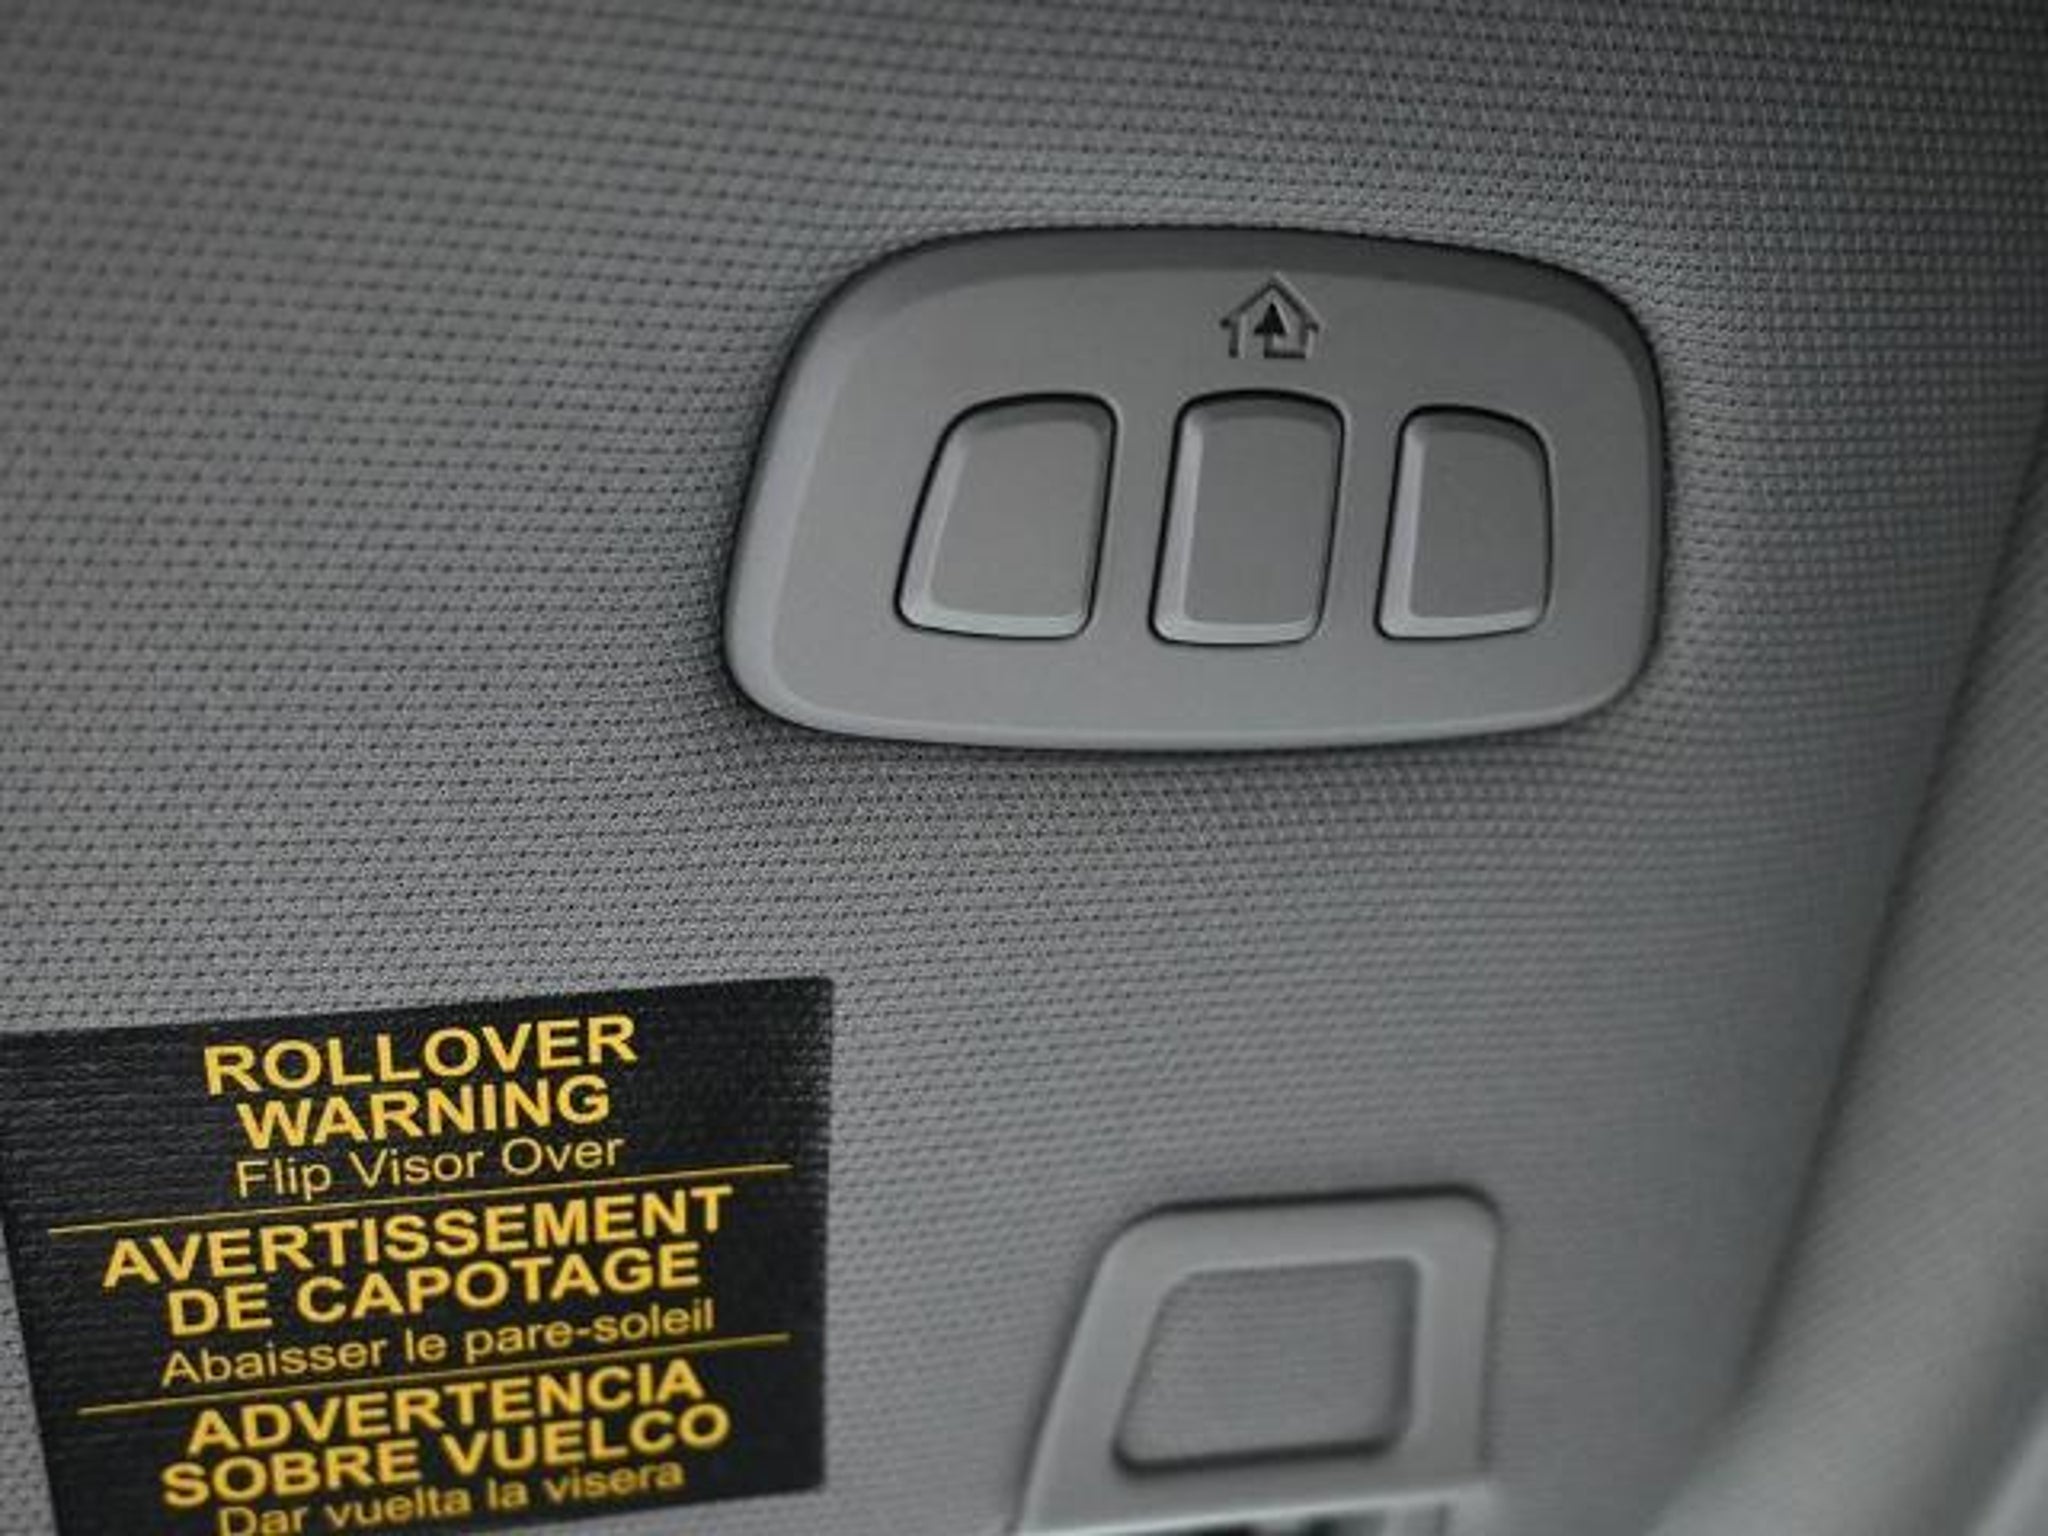 ROLLOVER
WARNING
Flip Visor Over
AVERTISSEMENT
DE CAPOTAGE
Abaisser le pare-soleil
ADVERTENCIA
SOBRE VUELCO
Dar vuelta la visera